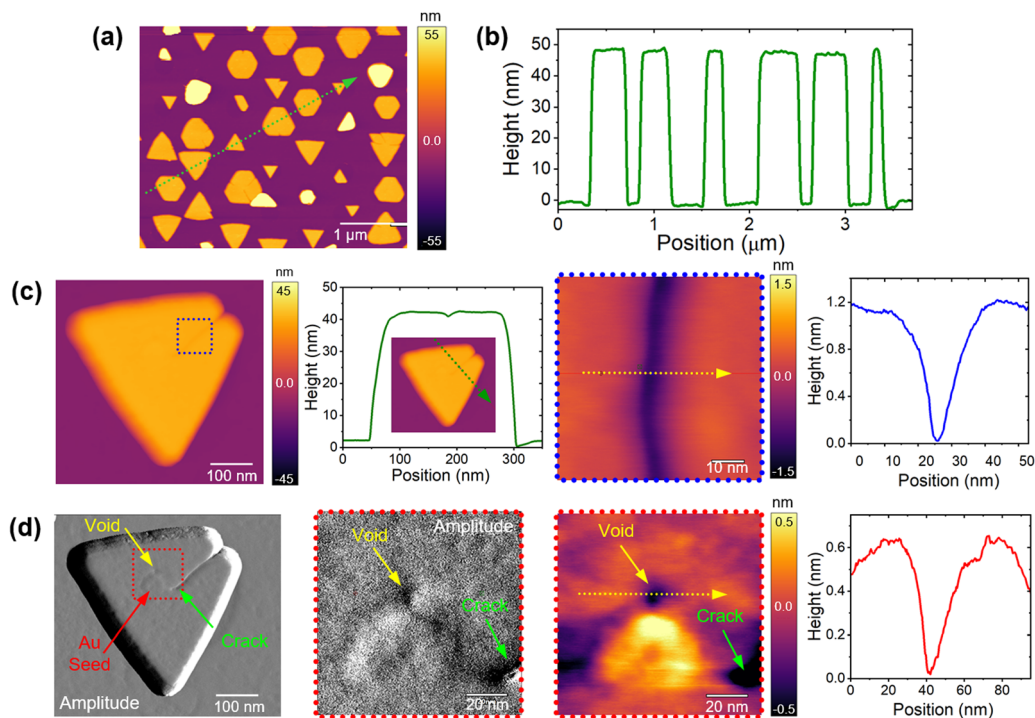 (a)
nm
55
0.0
-55
1 μm
(b)
Height (nm)
50
40
30
20
10
0
0
1
2
3
Position (μm)
(c)
nm
45
0.0
-45
100 nm
Height (nm)
50
40
30
20
10
0
0
100
200
300
Position (nm)
10 nm
nm
1.5
0.0
-1.5
Height (nm)
1.2
0.8
0.4
0.0
0
13
25
38
50
Position (nm)
(d)
Void
Au
Seed
Crack
Amplitude
100 nm
Amplitude
Void
Crack
20 nm
Void
Crack
20 nm
nm
0.5
0.0
-0.5
Height (nm)
0.6
0.4
0.2
0.0
0
20
40
60
80
Position (nm)